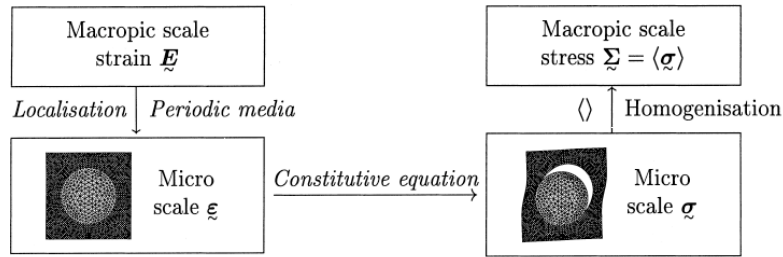 Macropic scale
strain Ḛ
Macropic scale
stress Σ̰ = ⟨σ̰⟩
Localisation
Periodic media
⟨⟩
Homogenisation
Micro
scale ε̰
Constitutive equation
Micro
scale σ̰